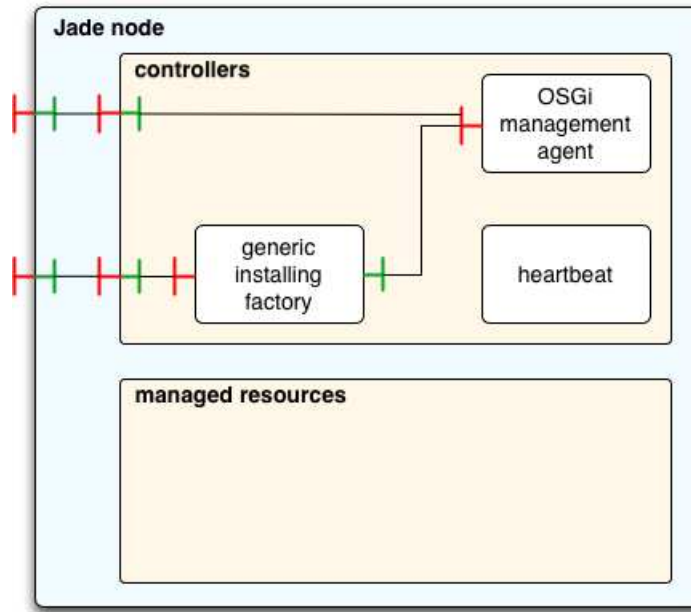 Jade node
controllers
OSGi
management
agent
generic
installing
factory
heartbeat
managed resources